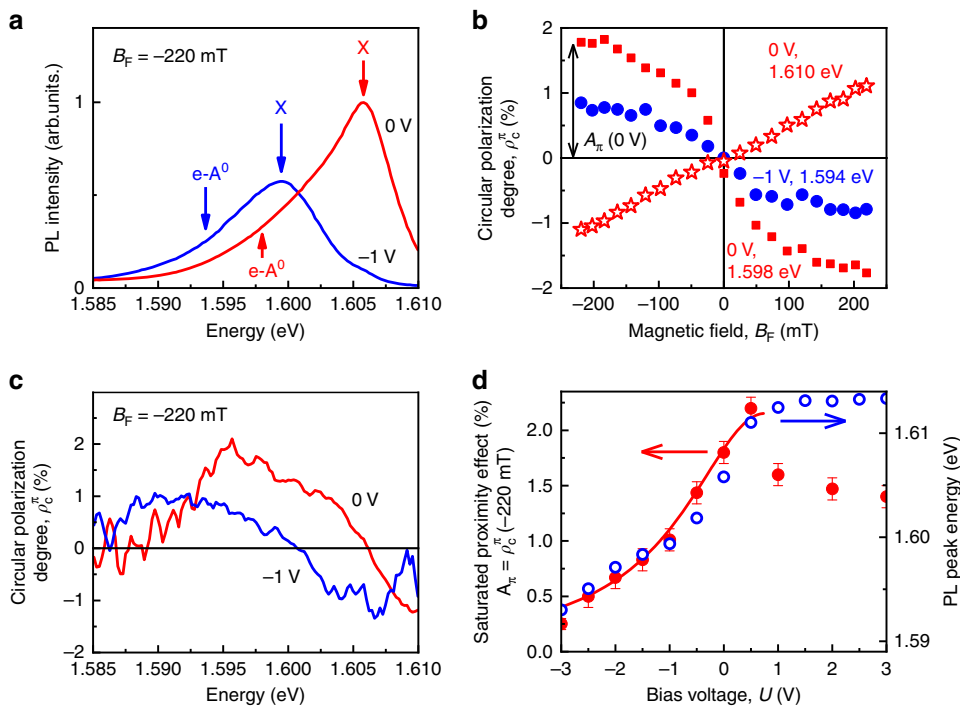 a
B_F = −220 mT
X
X
0 V
e-A⁰
e-A⁰
−1 V
PL intensity (arb.units.)
1
0
1.585 1.590 1.595 1.600 1.605 1.610
Energy (eV)
b
2
1
0
−1
−2
Circular polarization
degree, ρ_c^π (%)
0 V,
1.610 eV
A_π (0 V)
−1 V, 1.594 eV
0 V,
1.598 eV
−200 −100 0 100 200
Magnetic field, B_F (mT)
c
B_F = −220 mT
2
1
0
−1
−2
Circular polarization
degree, ρ_c^π (%)
0 V
−1 V
1.585 1.590 1.595 1.600 1.605 1.610
Energy (eV)
d
Saturated proximity effect (%)
A_π = ρ_c^π (−220 mT)
2.0
1.5
1.0
0.5
0.0
1.61
1.60
1.59
PL peak energy (eV)
−3 −2 −1 0 1 2 3
Bias voltage, U (V)